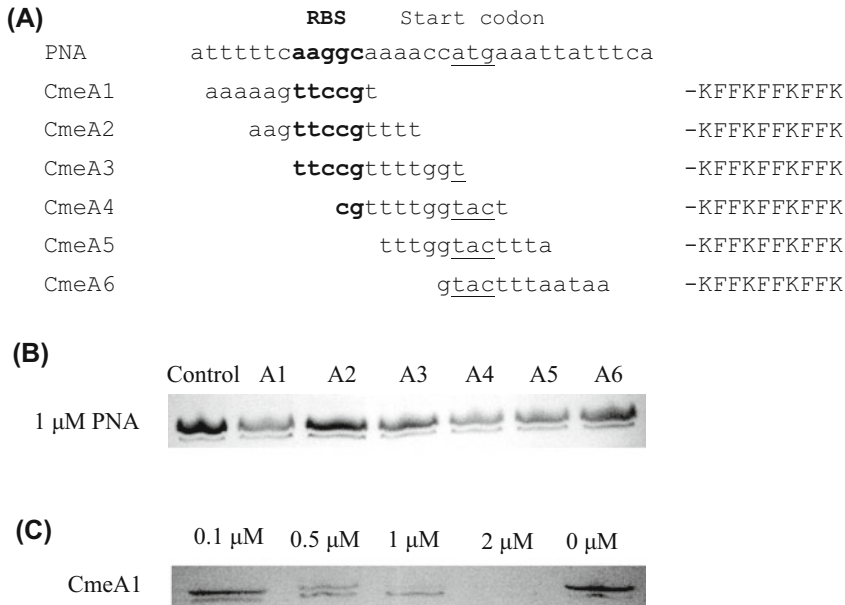 (A)
RBS Start codon
PNA atttttcaaggcaaaaccatgaaattatttca
CmeA1 aaaaagttccgt -KFFKFFKFFK
CmeA2 aagttccgtttt -KFFKFFKFFK
CmeA3 ttccgttttggt -KFFKFFKFFK
CmeA4 cgttttggtact -KFFKFFKFFK
CmeA5 tttggtacttta -KFFKFFKFFK
CmeA6 gtactttaataa -KFFKFFKFFK
(B)
Control A1 A2 A3 A4 A5 A6
1 μM PNA
(C)
0.1 μM 0.5 μM 1 μM 2 μM 0 μM
CmeA1